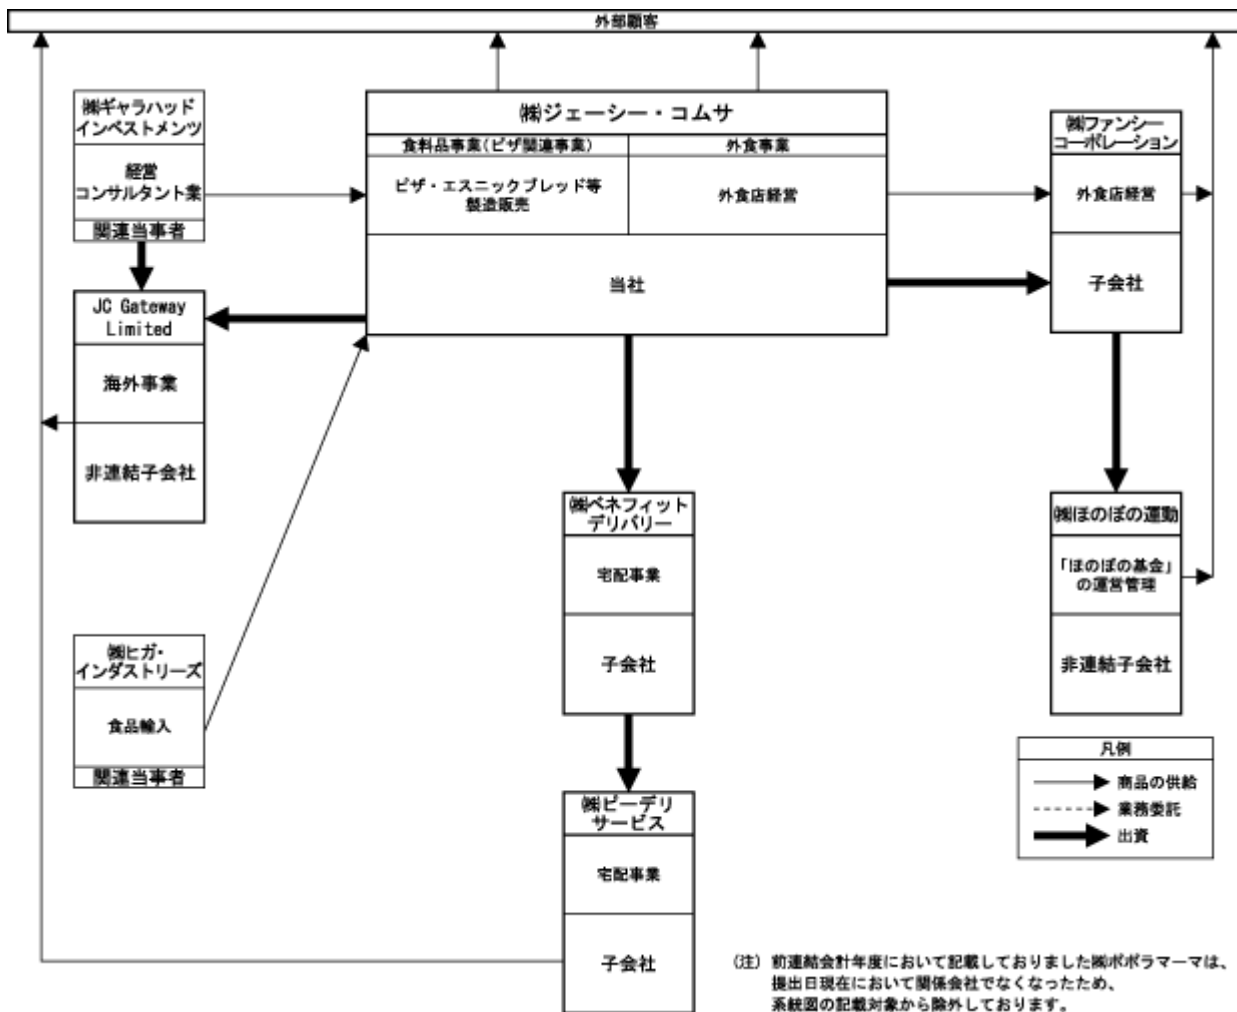 外部顧客
㈱ギャラハッド
インベストメンツ
経営
コンサルタント業
関連当事者
㈱ジェーシー・コムサ
食料品事業(ピザ関連事業)
外食事業
ピザ・エスニックブレッド等
製造販売
外食店経営
当社
㈱ファンシー
コーポレーション
外食店経営
子会社
JC Gateway
Limited
海外事業
非連結子会社
㈱ベネフィット
デリバリー
宅配事業
子会社
㈱ほのぼの運動
「ほのぼの基金」
の運営管理
非連結子会社
㈱ヒガ・
インダストリーズ
食品輸入
関連当事者
㈱ピーデリ
サービス
宅配事業
子会社
凡例
商品の供給
業務委託
出資
(注) 前連結会計年度において記載しておりました㈱ポポラマーマは、
提出日現在において関係会社でなくなったため、
系統図の記載対象から除外しております。